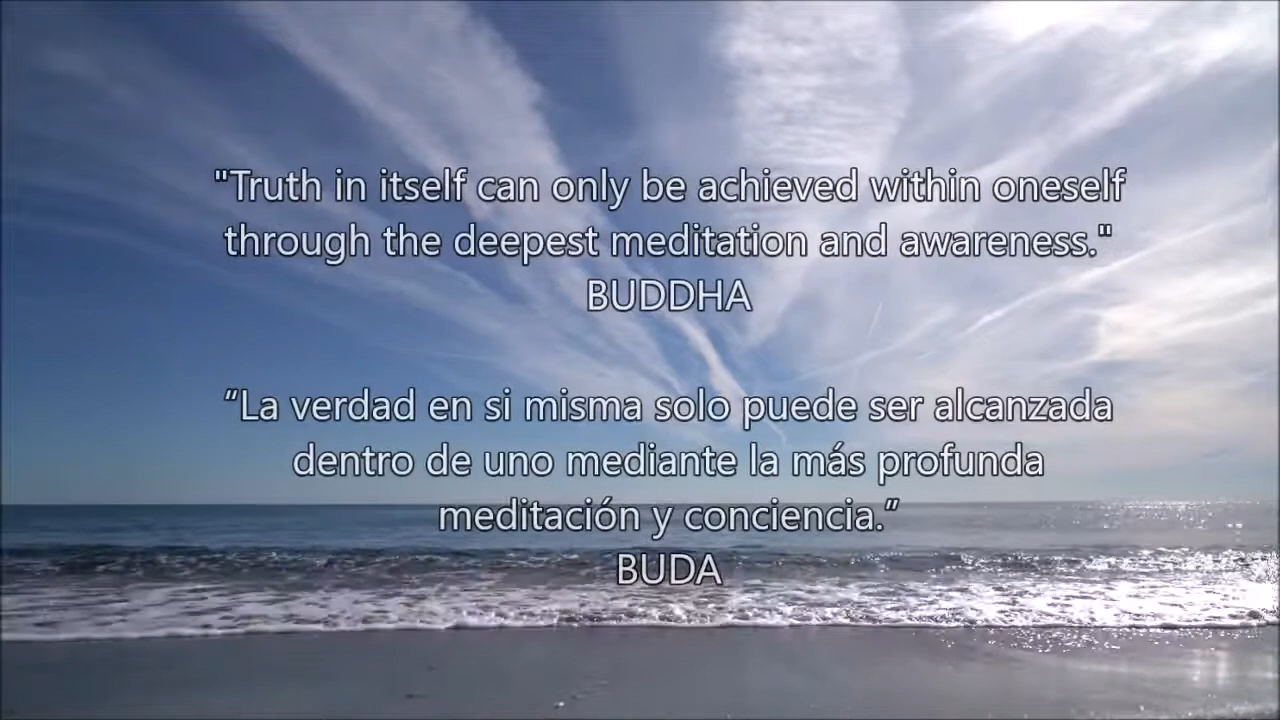 "Truth in itself can only be achieved within oneself
through the deepest meditation and awareness."
BUDDHA
“La verdad en si misma solo puede ser alcanzada
dentro de uno mediante la más profunda
meditación y conciencia.”
BUDA